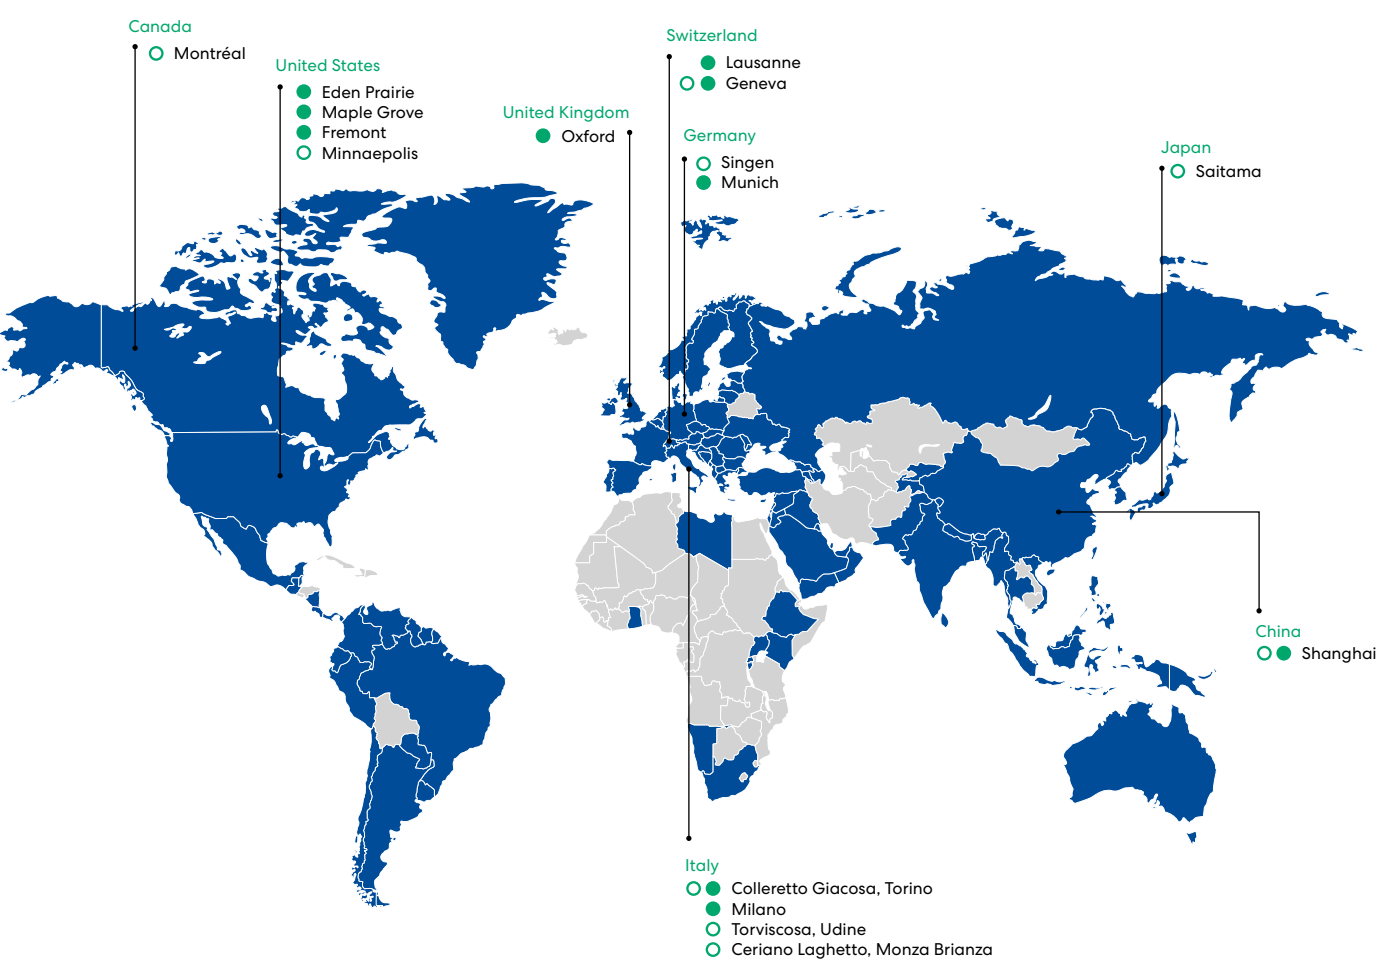 Canada
Montréal
United States
Eden Prairie
Maple Grove
Fremont
Minnaepolis
United Kingdom
Oxford
Switzerland
Lausanne
Geneva
Germany
Singen
Munich
Japan
Saitama
China
Shanghai
Italy
Colleretto Giacosa, Torino
Milano
Torviscosa, Udine
Ceriano Laghetto, Monza Brianza